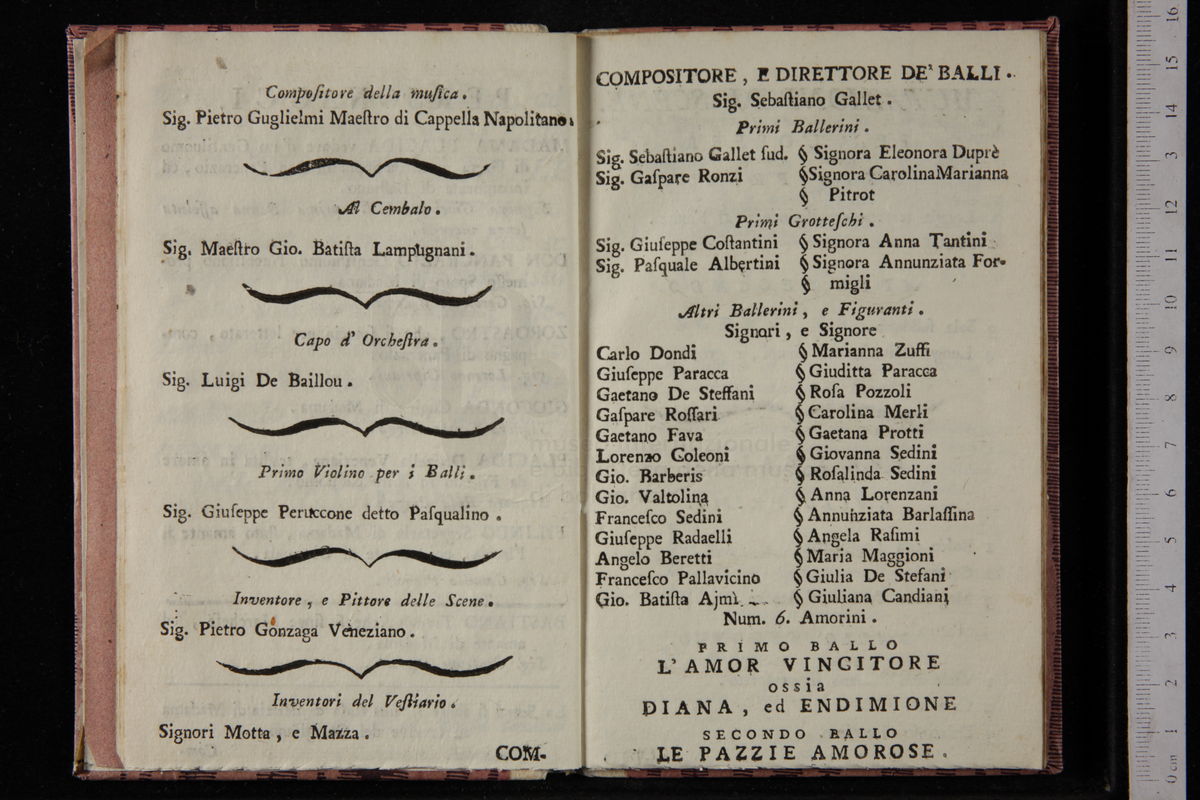 Compoſitore della muſica.
Sig. Pietro Guglielmi Maeſtro di Cappella Napolitano.
Al Cembalo.
Sig. Maeſtro Gio. Batiſta Lampugnani.
Capo d' Orcheſtra.
Sig. Luigi De Baillou.
Primo Violino per i Balli.
Sig. Giuſeppe Peruccone detto Paſqualino.
Inventore, e Pittore delle Scene.
Sig. Pietro Gonzaga Veneziano.
Inventori del Veſtiario.
Signori Motta, e Mazza.
COM-
COMPOSITORE, E DIRETTORE DE' BALLI.
Sig. Sebaſtiano Gallet.
Primi Ballerini.
Sig. Sebaſtiano Gallet ſud. § Signora Eleonora Duprè
Sig. Gaſpare Ronzi § Signora Carolina Marianna
§ Pitrot
Primi Grotteſchi.
Sig. Giuſeppe Coſtantini § Signora Anna Tantini
Sig. Paſquale Albertini § Signora Annunziata For-
§ migli
Altri Ballerini, e Figuranti.
Signori, e Signore
Carlo Dondi § Marianna Zuffi
Giuſeppe Paracca § Giuditta Paracca
Gaetano De Steffani § Roſa Pozzoli
Gaſpare Roſſari § Carolina Merli
Gaetano Fava § Gaetana Protti
Lorenzo Coleoni § Giovanna Sedini
Gio. Barberis § Roſalinda Sedini
Gio. Valtolina § Anna Lorenzani
Franceſco Sedini § Annunziata Barlaſſina
Giuſeppe Radaelli § Angela Raſimi
Angelo Beretti § Maria Maggioni
Franceſco Pallavicino § Giulia De Stefani
Gio. Batiſta Ajmì § Giuliana Candiani
Num. 6. Amorini.
PRIMO BALLO
L'AMOR VINCITORE
ossia
DIANA, ed ENDIMIONE
SECONDO BALLO
LE PAZZIE AMOROSE.